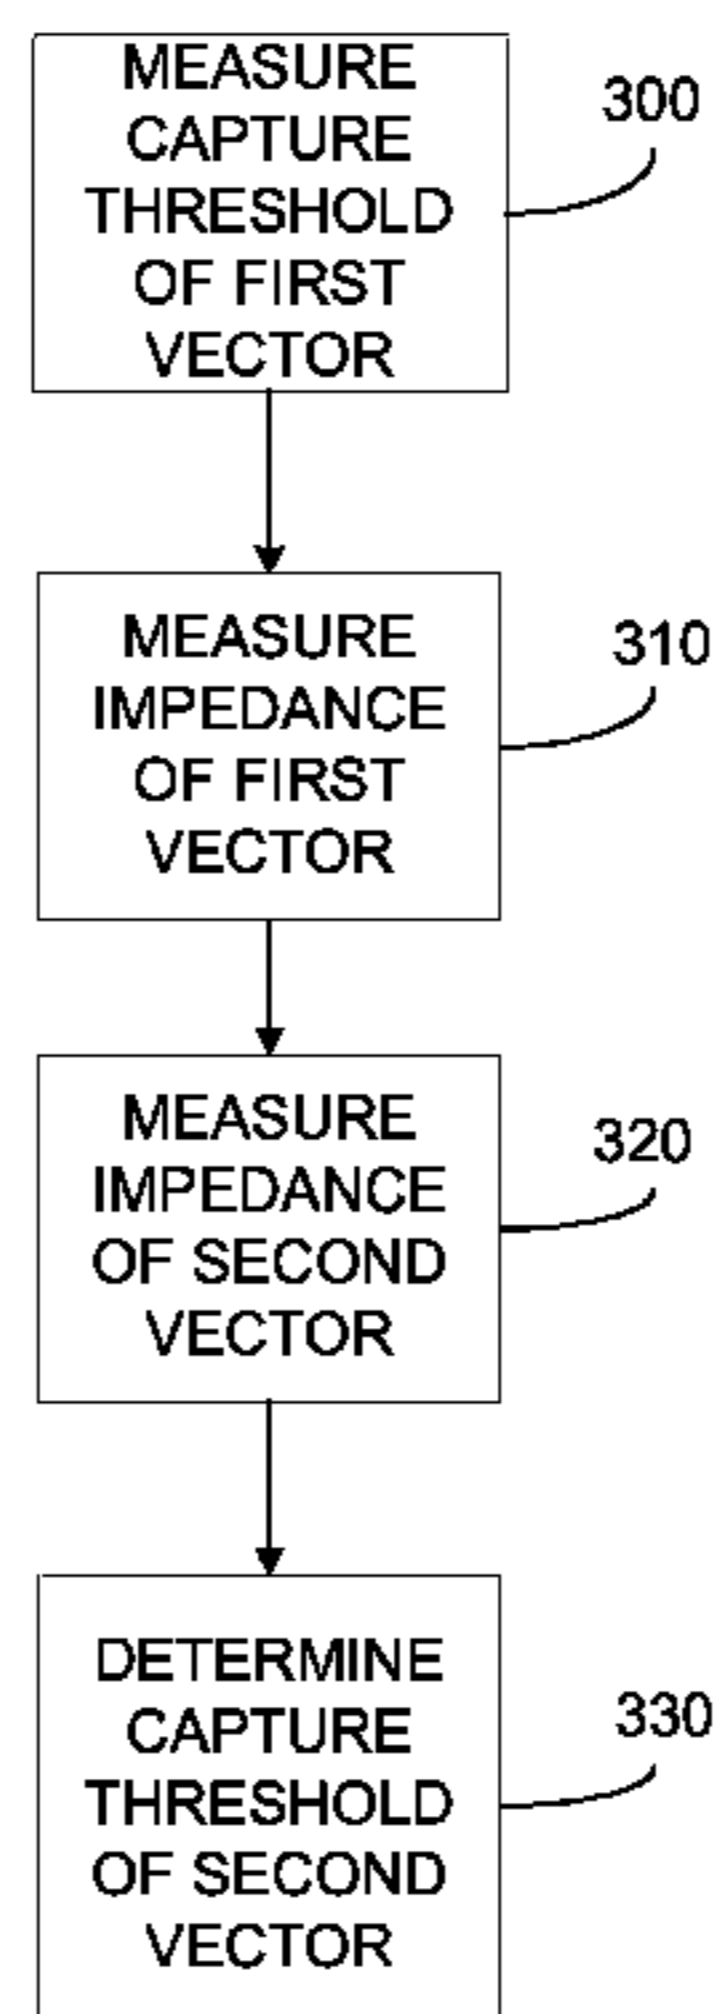 MEASURE
CAPTURE
THRESHOLD
OF FIRST
VECTOR
300
MEASURE
IMPEDANCE
OF FIRST
VECTOR
310
MEASURE
IMPEDANCE
OF SECOND
VECTOR
320
DETERMINE
CAPTURE
THRESHOLD
OF SECOND
VECTOR
330